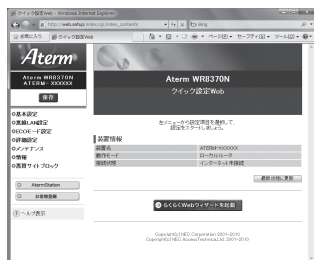 クイック設定Web - Windows Internet Explorer
http://web.setup/index.cgi/index_contents
Bing
お気に入り
クイック設定Web
ページ(P)
セーフティ(S)
ツール(O)
Aterm
Aterm WR8370N
ATERM- XXXXXX
保存
基本設定
無線LAN設定
ECOモード設定
詳細設定
メンテナンス
情報
悪質サイトブロック
AtermStation
お客様登録
ヘルプ表示
Aterm WR8370N
クイック設定Web
左メニューから設定項目を選択して、
設定をスタートしましょう。
装置情報
装置名 ATERM-XXXXXX
動作モード ローカルルータ
接続状態 インターネット未接続
最新状態に更新
らくらくWebウィザードを起動
Copyright(C) NEC Corporation 2001-2010
Copyright(C) NEC AccessTechnica,Ltd. 2001-2010